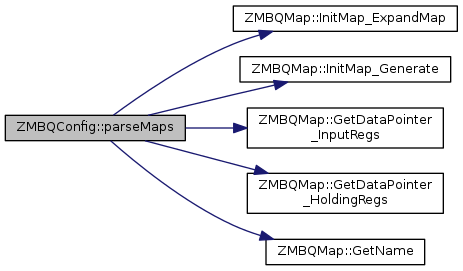 ZMBQMap::InitMap_ExpandMap
ZMBQMap::InitMap_Generate
ZMBQConfig::parseMaps
ZMBQMap::GetDataPointer
_InputRegs
ZMBQMap::GetDataPointer
_HoldingRegs
ZMBQMap::GetName